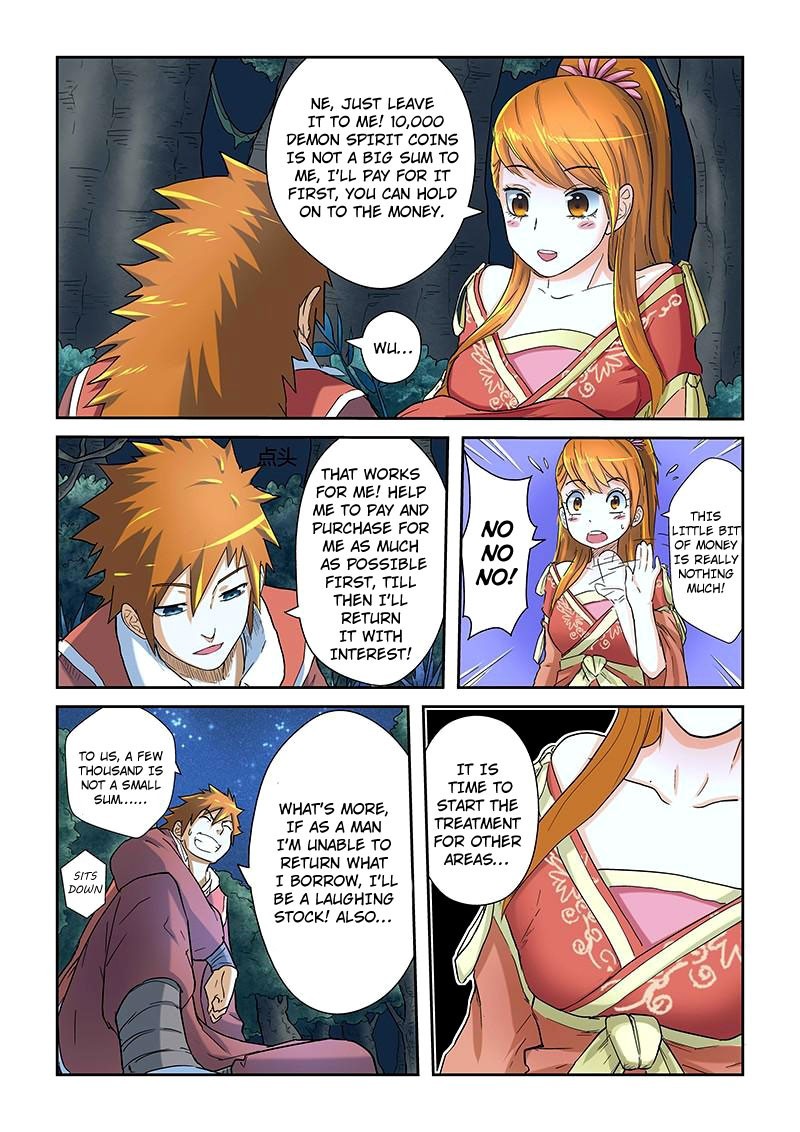 NE, JUST LEAVE
IT TO ME! 10,000
DEMON SPIRIT COINS
IS NOT A BIG SUM TO
ME, I'LL PAY FOR IT
FIRST, YOU CAN HOLD
ON TO THE MONEY.
WU...
点头
THAT WORKS
FOR ME! HELP
ME TO PAY AND
PURCHASE FOR
ME AS MUCH
AS POSSIBLE
FIRST, TILL
THEN I'LL
RETURN
IT WITH
INTEREST!
NO
NO
NO!
THIS
LITTLE BIT
OF MONEY
IS REALLY
NOTHING
MUCH!
TO US, A FEW
THOUSAND IS
NOT A SMALL
SUM......
SITS
DOWN
WHAT'S MORE,
IF AS A MAN
I'M UNABLE TO
RETURN WHAT
I BORROW, I'LL
BE A LAUGHING
STOCK! ALSO...
IT IS
TIME TO
START THE
TREATMENT
FOR OTHER
AREAS...